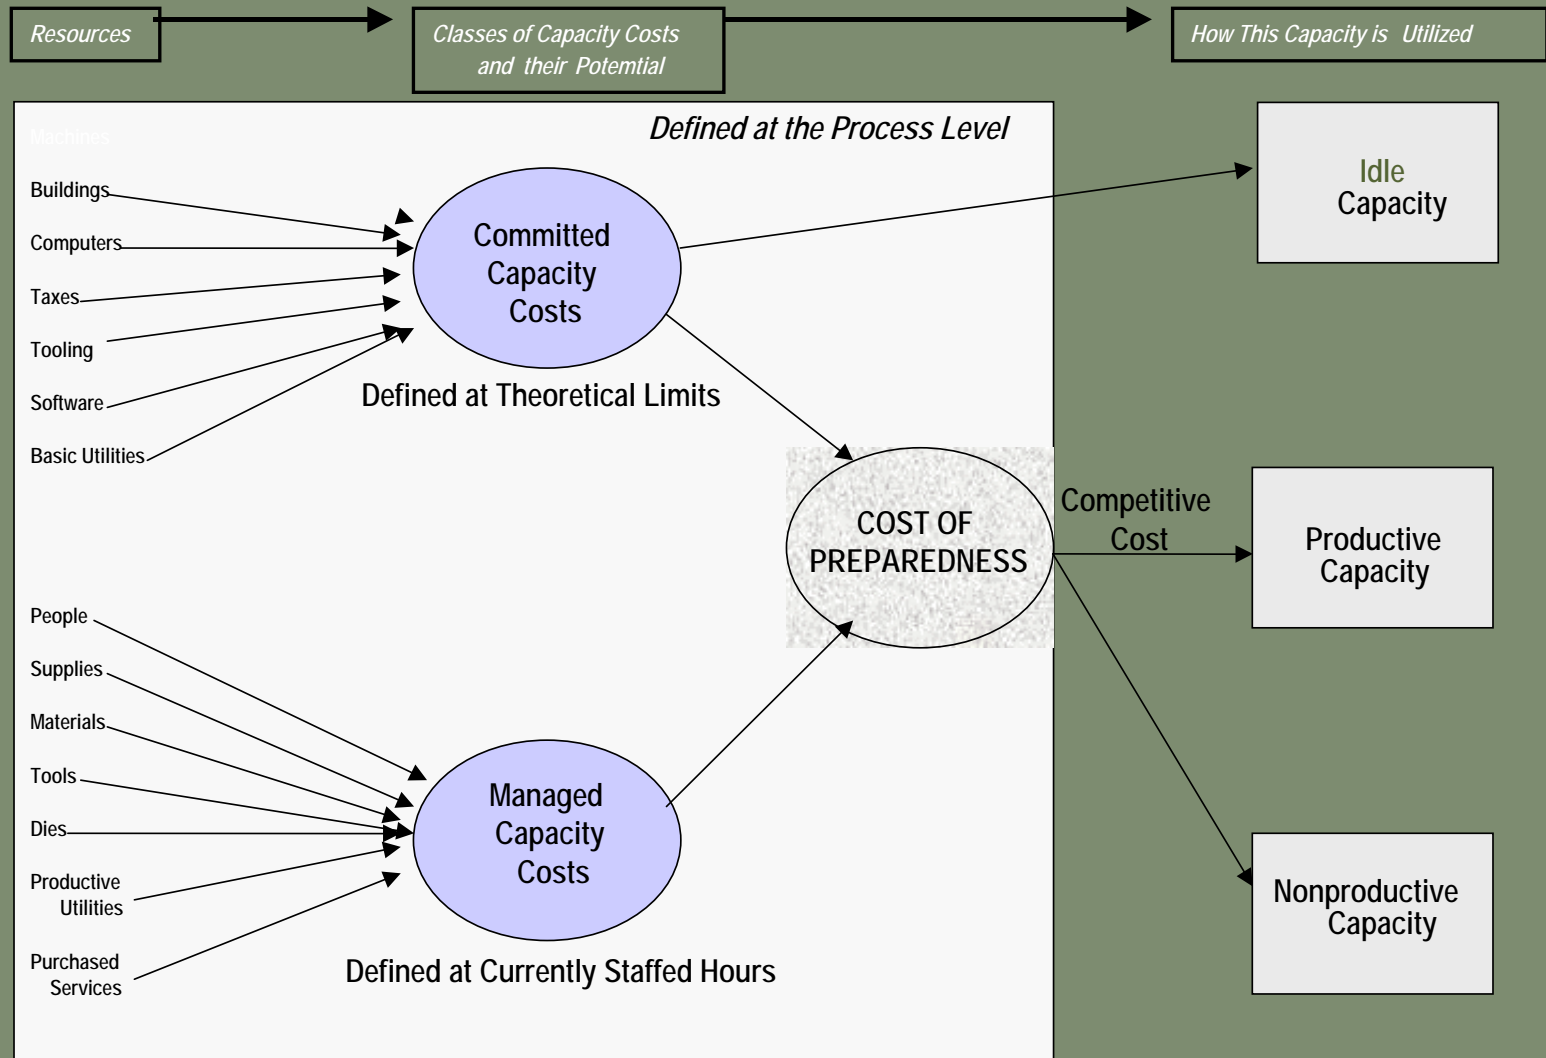 Resources
Classes of Capacity Costs
and their Potemtial
How This Capacity is Utilized
Defined at the Process Level
Machines
Buildings
Computers
Taxes
Tooling
Software
Basic Utilities
Committed
Capacity
Costs
Defined at Theoretical Limits
Idle
Capacity
COST OF
PREPAREDNESS
Competitive
Cost
Productive
Capacity
People
Supplies
Materials
Tools
Dies
Productive
Utilities
Purchased
Services
Managed
Capacity
Costs
Defined at Currently Staffed Hours
Nonproductive
Capacity